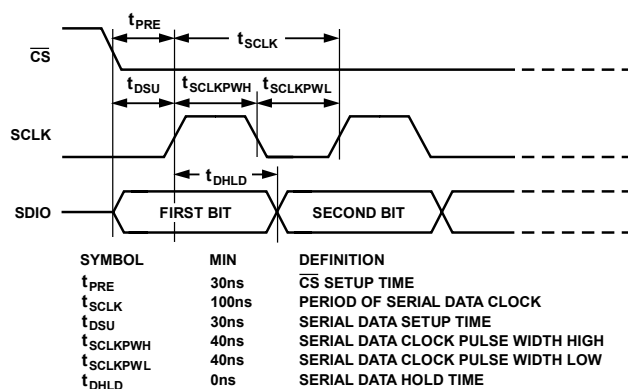 tPRE
tSCLK
CS
tDSU tSCLKPWH tSCLKPWL
SCLK
tDHLD
SDIO FIRST BIT SECOND BIT
SYMBOL MIN DEFINITION
tPRE 30ns CS SETUP TIME
tSCLK 100ns PERIOD OF SERIAL DATA CLOCK
tDSU 30ns SERIAL DATA SETUP TIME
tSCLKPWH 40ns SERIAL DATA CLOCK PULSE WIDTH HIGH
tSCLKPWL 40ns SERIAL DATA CLOCK PULSE WIDTH LOW
tDHLD 0ns SERIAL DATA HOLD TIME